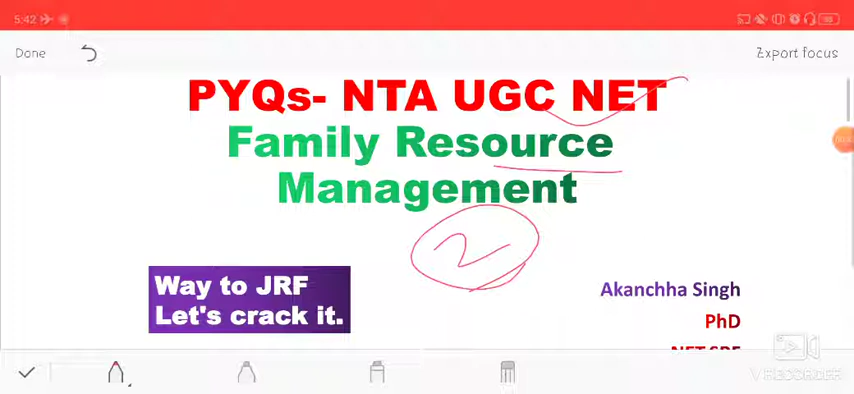 5:42
Done
Export focus
PYQs- NTA UGC NET
Family Resource
Management
2
Way to JRF
Let's crack it.
Akanchha Singh
PhD
VIDEOSHOW